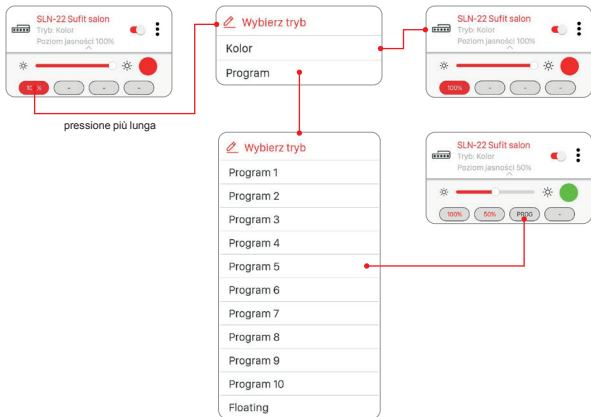 SLN-22 Sufit salon
Tryb: Kolor
Poziom jasności 100%
100%
-
-
-
pressione più lunga
Wybierz tryb
Kolor
Program
SLN-22 Sufit salon
Tryb: Kolor
Poziom jasności 100%
100%
-
-
-
Wybierz tryb
Program 1
Program 2
Program 3
Program 4
Program 5
Program 6
Program 7
Program 8
Program 9
Program 10
Floating
SLN-22 Sufit salon
Tryb: Kolor
Poziom jasności 50%
100%
50%
PROG
-